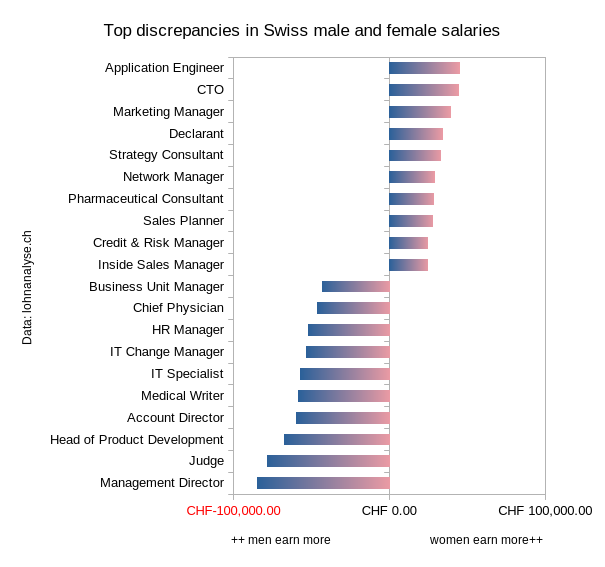 Top discrepancies in Swiss male and female salaries
Application Engineer
CTO
Marketing Manager
Declarant
Strategy Consultant
Network Manager
Pharmaceutical Consultant
Sales Planner
Credit & Risk Manager
Inside Sales Manager
Business Unit Manager
Chief Physician
HR Manager
IT Change Manager
IT Specialist
Medical Writer
Account Director
Head of Product Development
Judge
Management Director
Data: lohnanalyse.ch
CHF-100,000.00 CHF 0.00 CHF 100,000.00
++ men earn more women earn more++